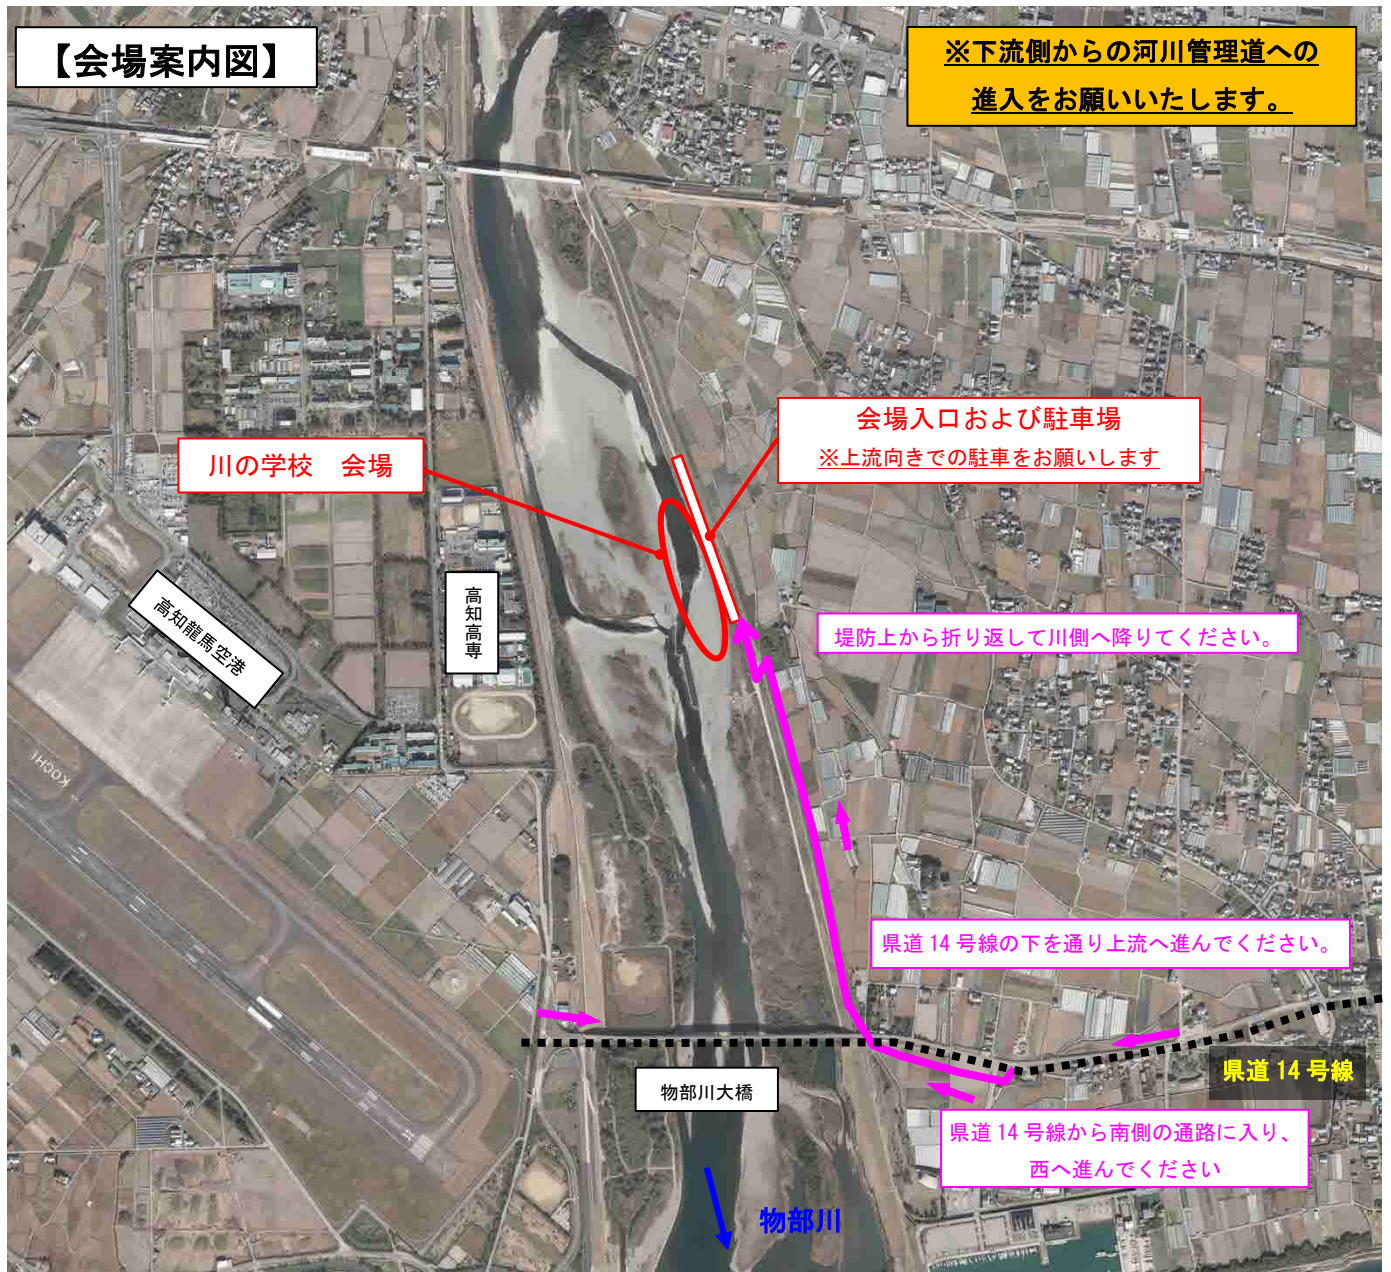 【会場案内図】
※下流側からの河川管理道への
進入をお願いいたします。
会場入口および駐車場
※上流向きでの駐車をお願いします
川の学校　会場
高知龍馬空港
高知高専
堤防上から折り返して川側へ降りてください。
KOCHI
県道 14 号線の下を通り上流へ進んでください。
県道 14 号線
物部川大橋
県道 14 号線から南側の通路に入り、
西へ進んでください
物部川